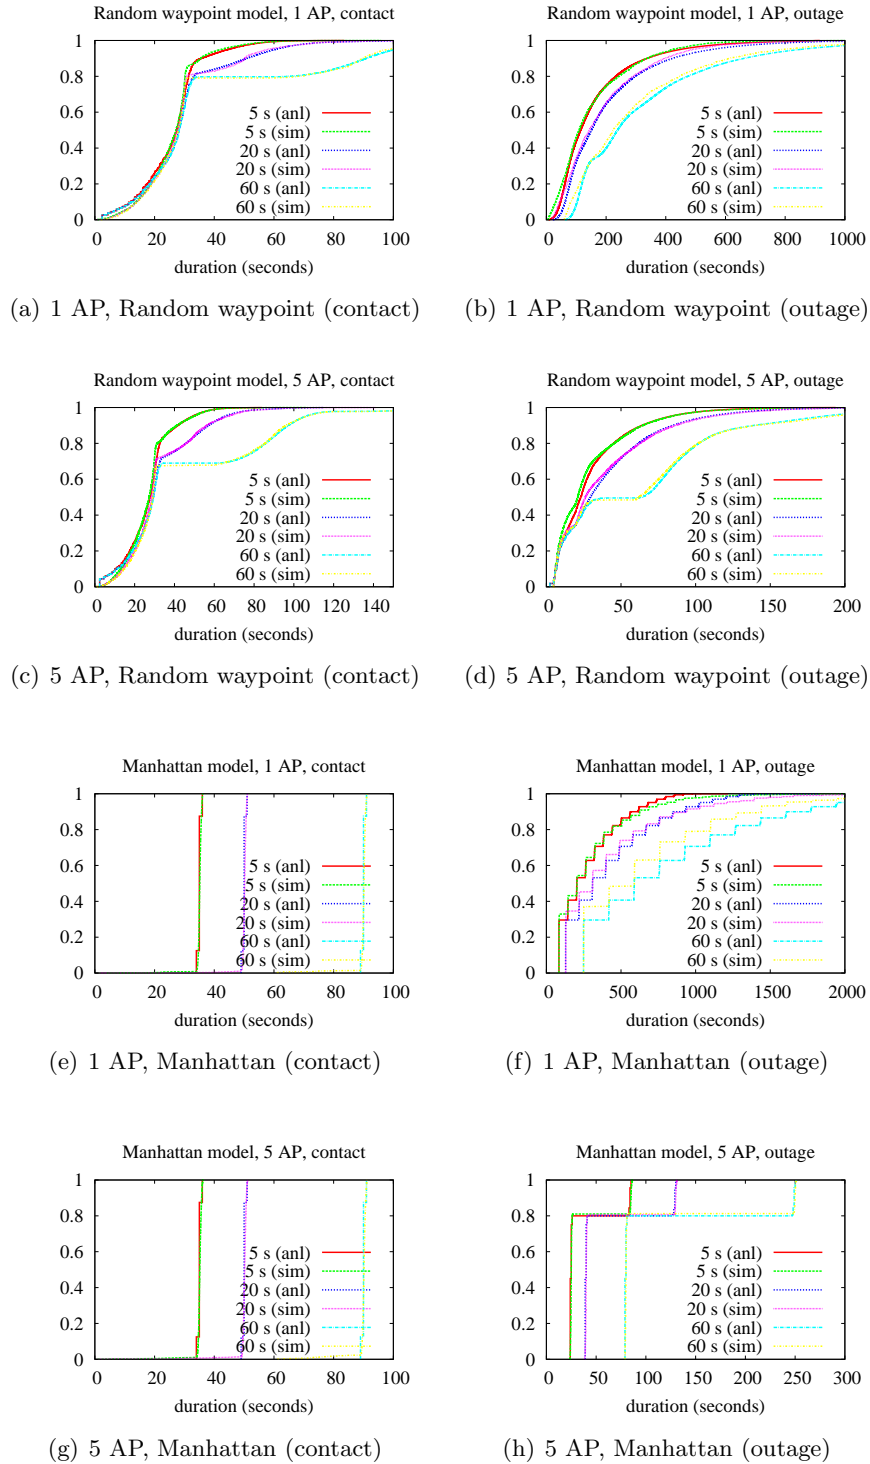 Random waypoint model, 1 AP, contact
1
0.8
0.6
0.4
0.2
0
5 s (anl)
5 s (sim)
20 s (anl)
20 s (sim)
60 s (anl)
60 s (sim)
0 20 40 60 80 100
duration (seconds)
(a) 1 AP, Random waypoint (contact)
Random waypoint model, 1 AP, outage
1
0.8
0.6
0.4
0.2
0
5 s (anl)
5 s (sim)
20 s (anl)
20 s (sim)
60 s (anl)
60 s (sim)
0 200 400 600 800 1000
duration (seconds)
(b) 1 AP, Random waypoint (outage)
Random waypoint model, 5 AP, contact
1
0.8
0.6
0.4
0.2
0
5 s (anl)
5 s (sim)
20 s (anl)
20 s (sim)
60 s (anl)
60 s (sim)
0 20 40 60 80 100 120 140
duration (seconds)
(c) 5 AP, Random waypoint (contact)
Random waypoint model, 5 AP, outage
1
0.8
0.6
0.4
0.2
0
5 s (anl)
5 s (sim)
20 s (anl)
20 s (sim)
60 s (anl)
60 s (sim)
0 50 100 150 200
duration (seconds)
(d) 5 AP, Random waypoint (outage)
Manhattan model, 1 AP, contact
1
0.8
0.6
0.4
0.2
0
5 s (anl)
5 s (sim)
20 s (anl)
20 s (sim)
60 s (anl)
60 s (sim)
0 20 40 60 80 100
duration (seconds)
(e) 1 AP, Manhattan (contact)
Manhattan model, 1 AP, outage
1
0.8
0.6
0.4
0.2
0
5 s (anl)
5 s (sim)
20 s (anl)
20 s (sim)
60 s (anl)
60 s (sim)
0 500 1000 1500 2000
duration (seconds)
(f) 1 AP, Manhattan (outage)
Manhattan model, 5 AP, contact
1
0.8
0.6
0.4
0.2
0
5 s (anl)
5 s (sim)
20 s (anl)
20 s (sim)
60 s (anl)
60 s (sim)
0 20 40 60 80 100
duration (seconds)
(g) 5 AP, Manhattan (contact)
Manhattan model, 5 AP, outage
1
0.8
0.6
0.4
0.2
0
5 s (anl)
5 s (sim)
20 s (anl)
20 s (sim)
60 s (anl)
60 s (sim)
0 50 100 150 200 250 300
duration (seconds)
(h) 5 AP, Manhattan (outage)